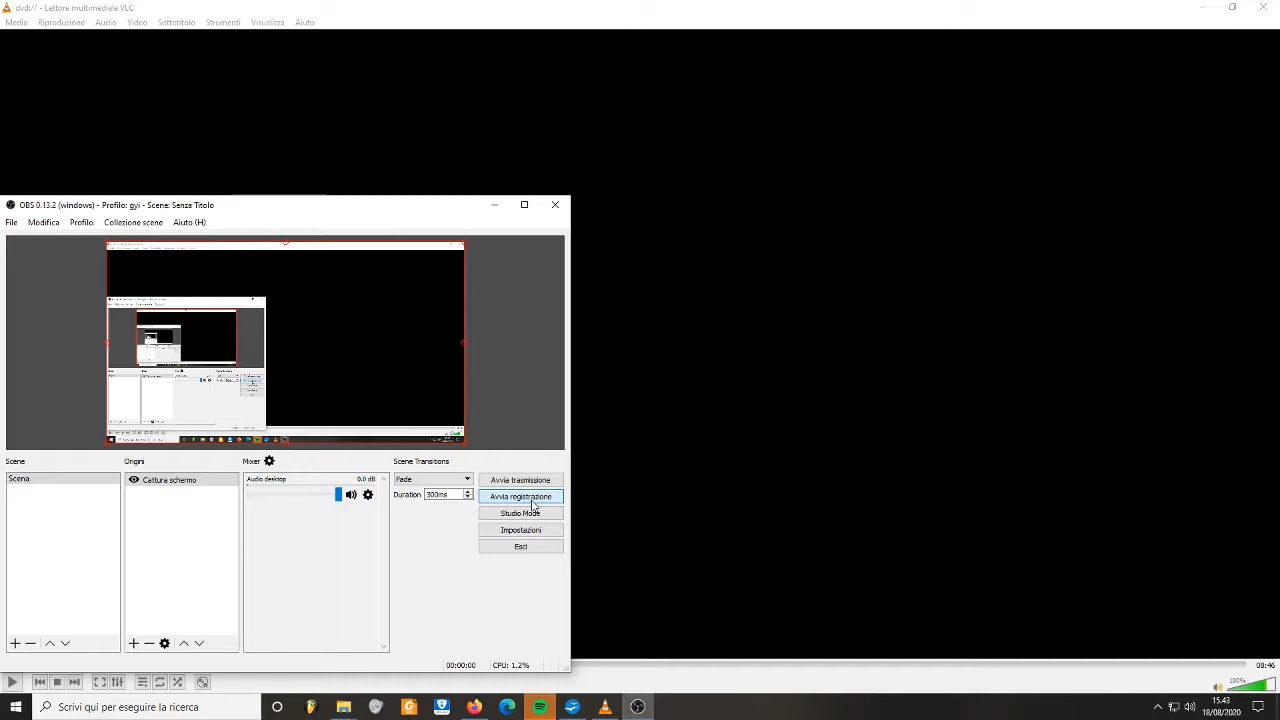 dvd:// - Lettore multimediale VLC
Media Riproduzione Audio Video Sottotitolo Strumenti Visualizza Aiuto
OBS 0.13.2 (windows) - Profilo: gyi - Scene: Senza Titolo
File Modifica Profilo Collezione scene Aiuto (H)
Scene Origini Mixer Scene Transitions
Scena Cattura schermo Audio desktop 0.0 dB Fade Avvia trasmissione
Duration 300ms Avvia registrazione
Studio Mode
Impostazioni
Esci
00:00:00 CPU: 1.2% 08:46
100%
Scrivi qui per eseguire la ricerca
15.43
18/08/2020